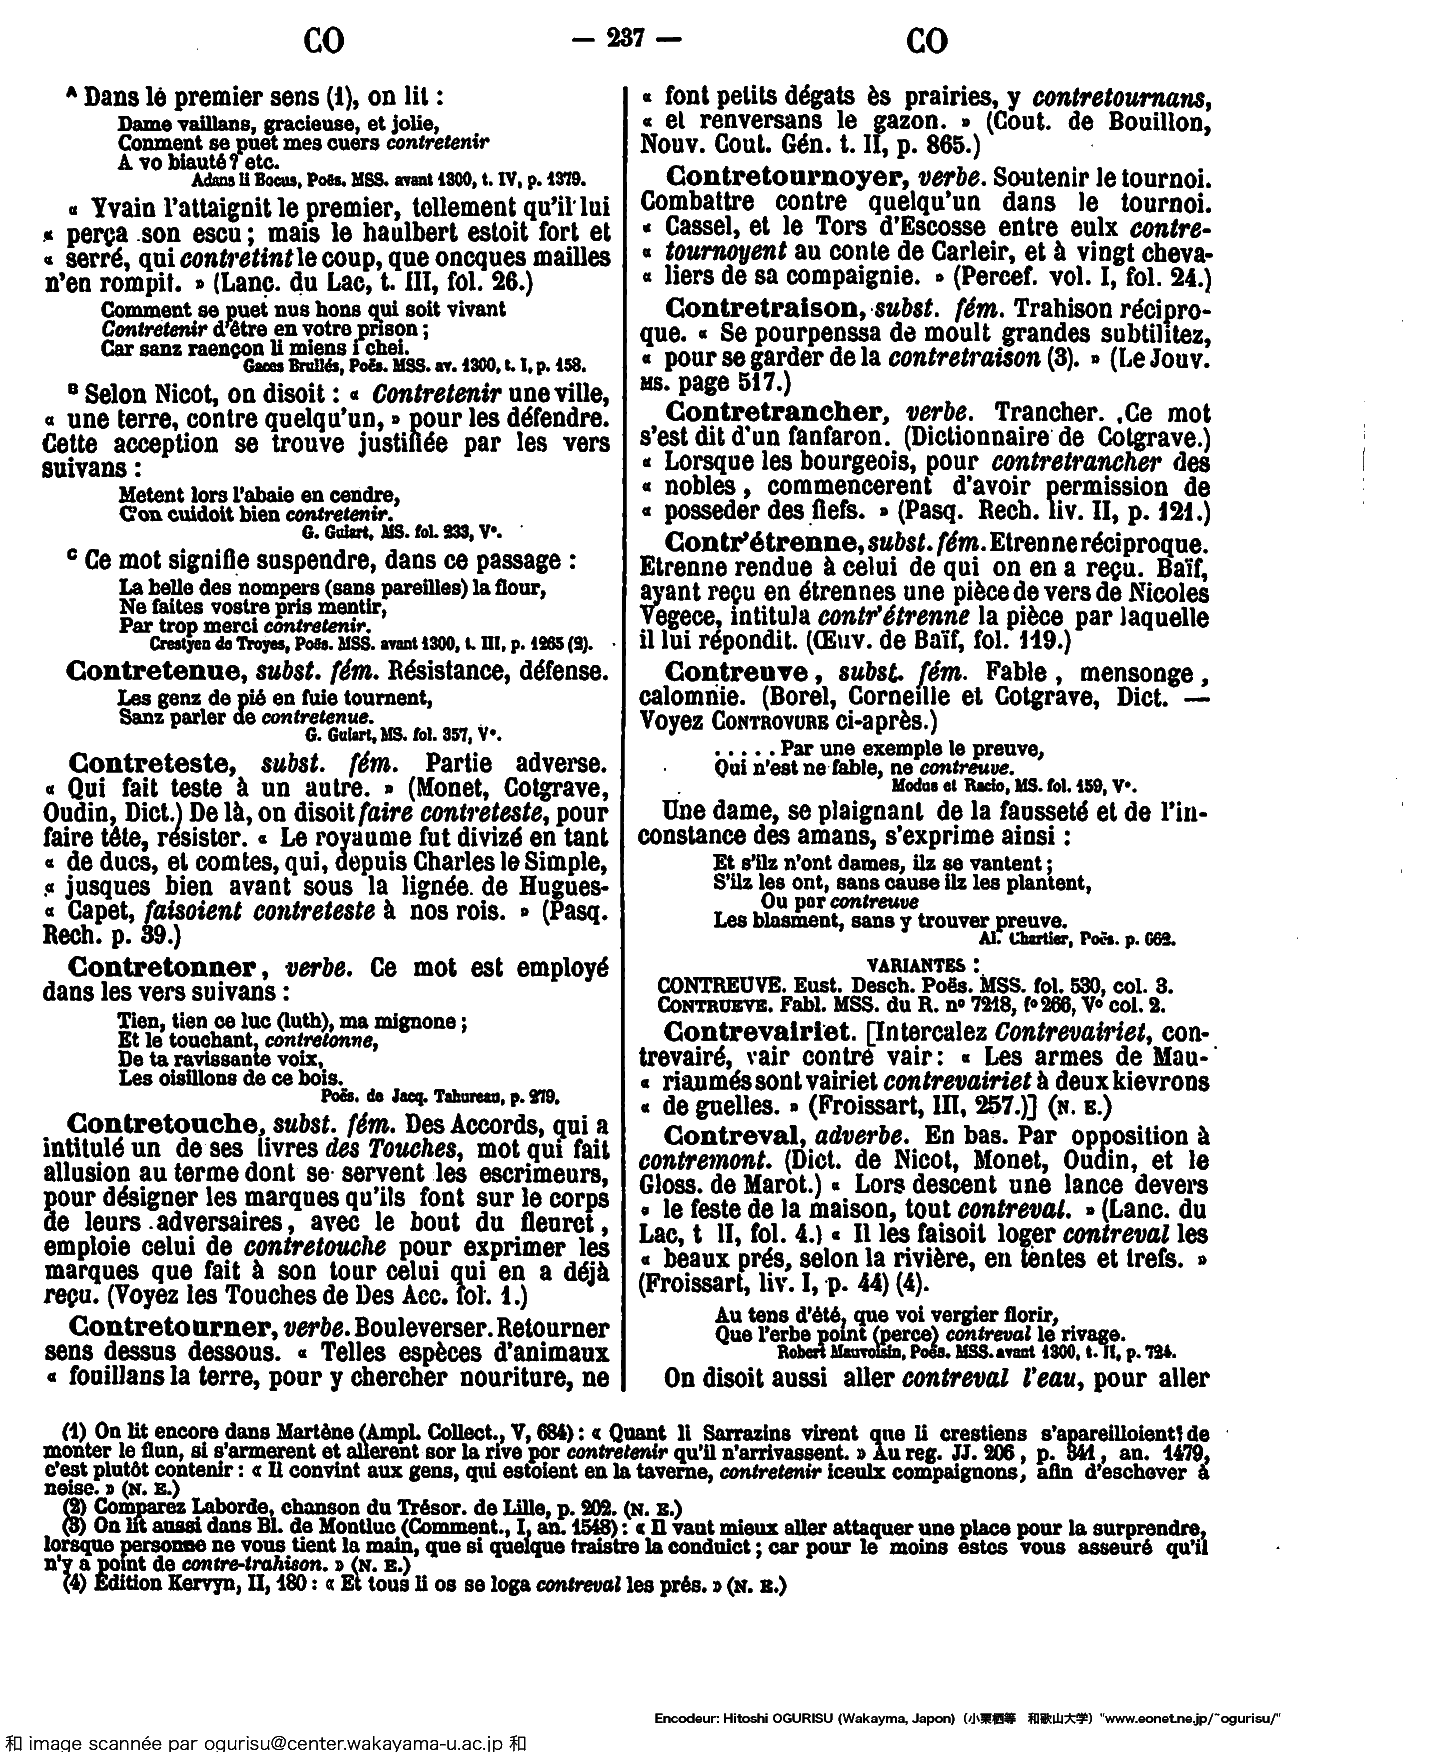 CO
— 237 —
CO
ᴬ Dans le premier sens (1), on lit :
Dame vaillans, gracieuse, et jolie,
Conment se puet mes cuers contretenir
A vo biauté ? etc.
Adans li Bocus, Poës. MSS. avant 1300, t. IV, p. 1379.
« Yvain l'attaignit le premier, tellement qu'il lui
« perça son escu ; mais le haulbert estoit fort et
« serré, qui contretint le coup, que oncques mailles
n'en rompit. » (Lanc. du Lac, t. III, fol. 26.)
Comment se puet nus hons qui soit vivant
Contretenir d'être en votre prison ;
Car sanz raençon li miens i chei.
Gaces Brullés, Poës. MSS. av. 1300, t. I, p. 158.
ᴮ Selon Nicot, on disoit : « Contretenir une ville,
« une terre, contre quelqu'un, » pour les défendre.
Cette acception se trouve justifiée par les vers
suivans :
Metent lors l'abaie en cendre,
C'on cuidoit bien contretenir.
G. Guiart, MS. fol. 233, V°.
ᶜ Ce mot signifie suspendre, dans ce passage :
La belle des nompers (sans pareilles) la flour,
Ne faites vostre pris mentir,
Par trop merci contretenir.
Crestyen de Troyes, Poës. MSS. avant 1300, t. III, p. 1265 (2).
Contretenue, subst. fém. Résistance, défense.
Les genz de pié en fuie tournent,
Sanz parler de contretenue.
G. Guiart, MS. fol. 357, V°.
Contreteste, subst. fém. Partie adverse.
« Qui fait teste à un autre. » (Monet, Cotgrave,
Oudin, Dict.) De là, on disoit faire contreteste, pour
faire tête, résister. « Le royaume fut divizé en tant
« de ducs, et comtes, qui, depuis Charles le Simple,
« jusques bien avant sous la lignée de Hugues-
« Capet, faisoient contreteste à nos rois. » (Pasq.
Rech. p. 39.)
Contretonner, verbe. Ce mot est employé
dans les vers suivans :
Tien, tien ce luc (luth), ma mignone ;
Et le touchant, contretonne,
De ta ravissante voix,
Les oisillons de ce bois.
Poës. de Jacq. Tahureau, p. 279.
Contretouche, subst. fém. Des Accords, qui a
intitulé un de ses livres des Touches, mot qui fait
allusion au terme dont se servent les escrimeurs,
pour désigner les marques qu'ils font sur le corps
de leurs adversaires, avec le bout du fleuret,
emploie celui de contretouche pour exprimer les
marques que fait à son tour celui qui en a déjà
reçu. (Voyez les Touches de Des Acc. fol. 1.)
Contretourner, verbe. Bouleverser. Retourner
sens dessus dessous. « Telles espèces d'animaux
« fouillans la terre, pour y chercher nouriture, ne
« font petits dégats ès prairies, y contretournans,
« et renversans le gazon. » (Cout. de Bouillon,
Nouv. Cout. Gén. t. II, p. 865.)
Contretournoyer, verbe. Soutenir le tournoi.
Combattre contre quelqu'un dans le tournoi.
« Cassel, et le Tors d'Escosse entre eulx contre-
« tournoyent au conte de Carleir, et à vingt cheva-
« liers de sa compaignie. » (Percef. vol. I, fol. 24.)
Contretraison, subst. fém. Trahison récipro-
que. « Se pourpenssa de moult grandes subtilitez,
« pour se garder de la contretraison (3). » (Le Jouv.
MS. page 517.)
Contretrancher, verbe. Trancher. Ce mot
s'est dit d'un fanfaron. (Dictionnaire de Cotgrave.)
« Lorsque les bourgeois, pour contretrancher des
« nobles, commencerent d'avoir permission de
« posseder des fiefs. » (Pasq. Rech. liv. II, p. 121.)
Contr'étrenne, subst. fém. Etrenne réciproque.
Etrenne rendue à celui de qui on en a reçu. Baïf,
ayant reçu en étrennes une pièce de vers de Nicoles
Vegece, intitula contr'étrenne la pièce par laquelle
il lui répondit. (Œuv. de Baïf, fol. 119.)
Contreuve, subst. fém. Fable, mensonge,
calomnie. (Borel, Corneille et Cotgrave, Dict. —
Voyez CONTROVURE ci-après.)
. . . . . Par une exemple le preuve,
Qui n'est ne fable, ne contreuve.
Modus et Racio, MS. fol. 159, V°.
Une dame, se plaignant de la fausseté et de l'in-
constance des amans, s'exprime ainsi :
Et s'ilz n'ont dames, ilz se vantent ;
S'ilz les ont, sans cause ilz les plantent,
Ou por contreuve
Les blasment, sans y trouver preuve.
Al. Chartier, Poës. p. 662.
VARIANTES :
CONTREUVE. Eust. Desch. Poës. MSS. fol. 530, col. 3.
CONTRUEVE. Fabl. MSS. du R. n° 7218, f° 266, V° col. 2.
Contrevairiet. [Intercalez Contrevairiet, con-
trevairé, vair contre vair : « Les armes de Mau-
« riaumés sont vairiet contrevairiet à deux kievrons
« de guelles. » (Froissart, III, 257.)] (N. E.)
Contreval, adverbe. En bas. Par opposition à
contremont. (Dict. de Nicot, Monet, Oudin, et le
Gloss. de Marot.) « Lors descent une lance devers
« le feste de la maison, tout contreval. » (Lanc. du
Lac, t II, fol. 4.) « Il les faisoit loger contreval les
« beaux prés, selon la rivière, en tentes et trefs. »
(Froissart, liv. I, p. 44) (4).
Au tens d'été, que voi vergier florir,
Que l'erbe point (perce) contreval le rivage.
Robert Mauvoisin, Poës. MSS. avant 1300, t. II, p. 724.
On disoit aussi aller contreval l'eau, pour aller
(1) On lit encore dans Martène (Ampl. Collect., V, 684) : « Quant li Sarrazins virent que li crestiens s'apareilloient de
monter le flun, si s'armerent et allerent sor la rive por contretenir qu'il n'arrivassent. » Au reg. JJ. 206, p. 341, an. 1479,
c'est plutôt contenir : « Il convint aux gens, qui estoient en la taverne, contretenir iceulx compaignons, afin d'eschever à
noise. » (N. E.)
(2) Comparez Laborde, chanson du Trésor. de Lille, p. 202. (N. E.)
(3) On lit aussi dans Bl. de Montluc (Comment., I, an. 1548) : « Il vaut mieux aller attaquer une place pour la surprendre,
lorsque personne ne vous tient la main, que si quelque traistre la conduict ; car pour le moins estes vous asseuré qu'il
n'y a point de contre-trahison. » (N. E.)
(4) Edition Kervyn, II, 180 : « Et tous li os se loga contreval les prés. » (N. E.)
Encodeur: Hitoshi OGURISU (Wakayma, Japon) (小栗栖等 和歌山大学) "www.eonet.ne.jp/~ogurisu/"
和 image scannée par ogurisu@center.wakayama-u.ac.jp 和